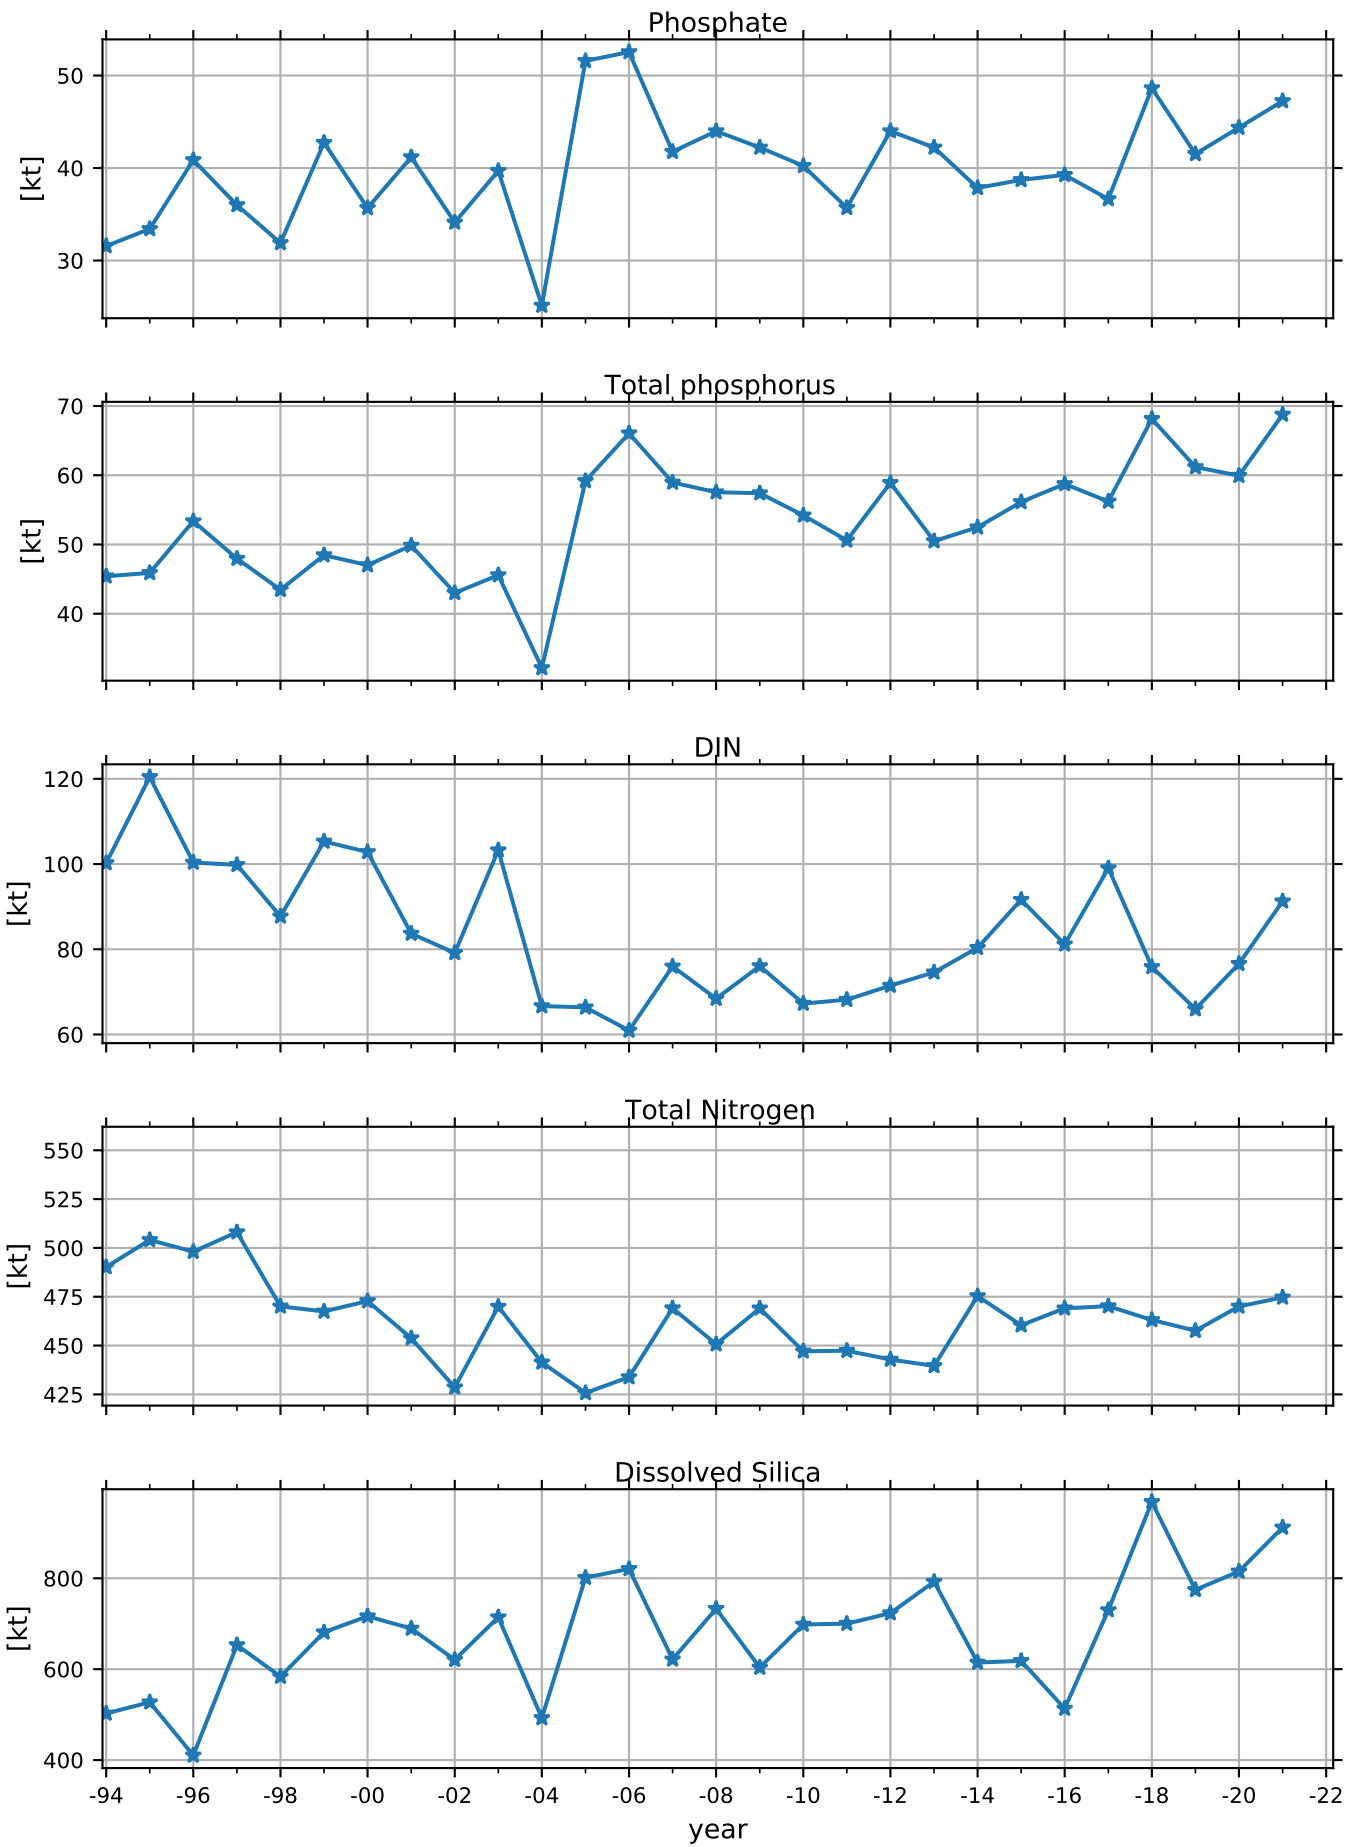 Phosphate
50
40
30
[kt]
Total phosphorus
70
60
50
40
[kt]
DIN
120
100
80
60
[kt]
Total Nitrogen
550
525
500
475
450
425
[kt]
Dissolved Silica
800
600
400
[kt]
-94 -96 -98 -00 -02 -04 -06 -08 -10 -12 -14 -16 -18 -20 -22
year